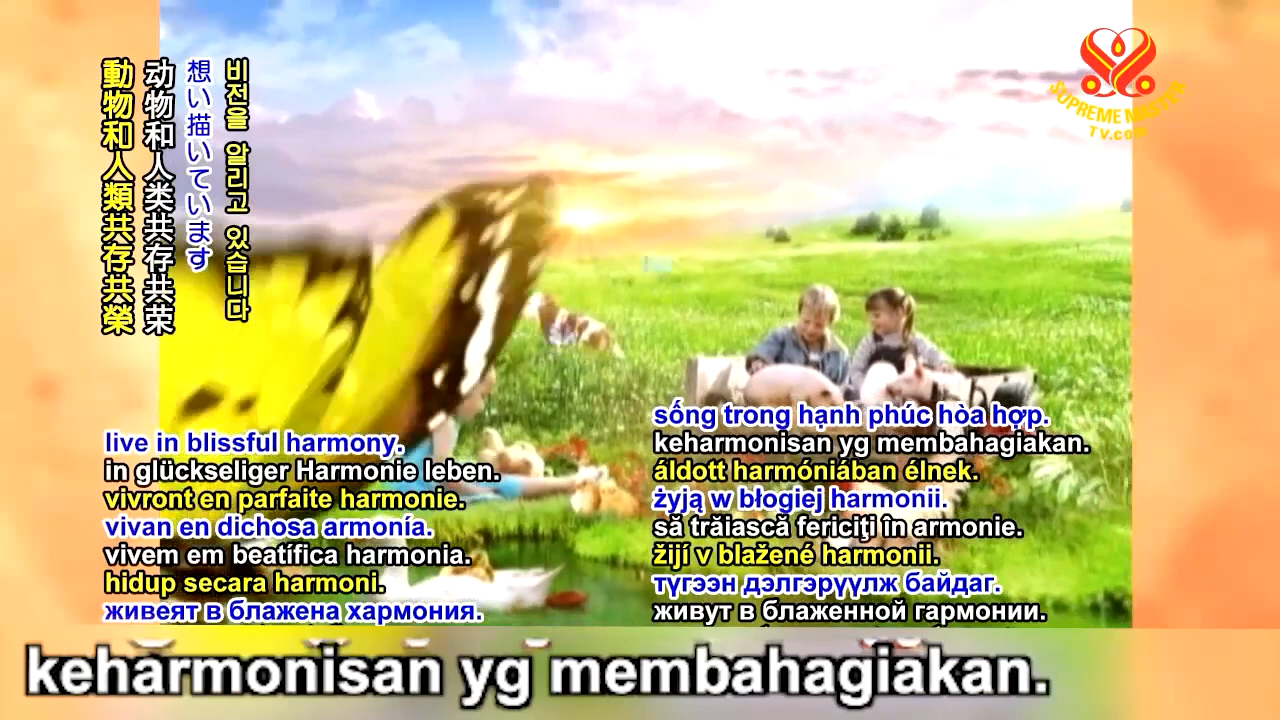 動物和人類共存共榮
动物和人类共存共荣
想い描いています
비전을 알리고 있습니다
SUPREME MASTER
TV.COM
live in blissful harmony.
in glückseliger Harmonie leben.
vivront en parfaite harmonie.
vivan en dichosa armonía.
vivem em beatífica harmonia.
hidup secara harmoni.
живеят в блажена хармония.
sống trong hạnh phúc hòa hợp.
keharmonisan yg membahagiakan.
áldott harmóniában élnek.
żyją w błogiej harmonii.
să trăiască fericiţi în armonie.
žijí v blažené harmonii.
түгээн дэлгэрүүлж байдаг.
живут в блаженной гармонии.
keharmonisan yg membahagiakan.